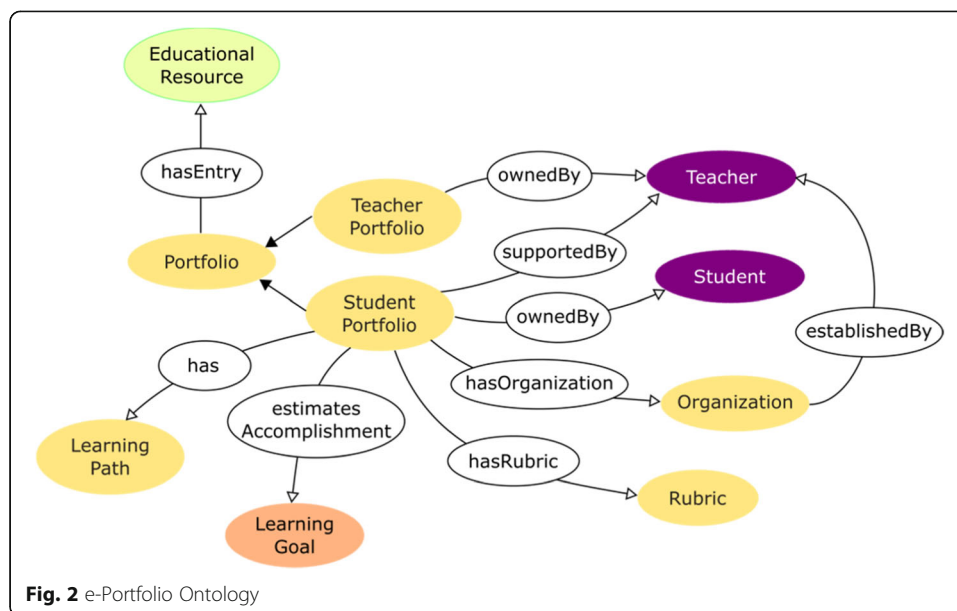 Educational
Resource
hasEntry
ownedBy
Teacher
Teacher
Portfolio
supportedBy
Portfolio
Student
Student
Portfolio
ownedBy
establishedBy
has
hasOrganization
Organization
estimates
Accomplishment
Learning
Path
hasRubric
Rubric
Learning
Goal
Fig. 2 e-Portfolio Ontology